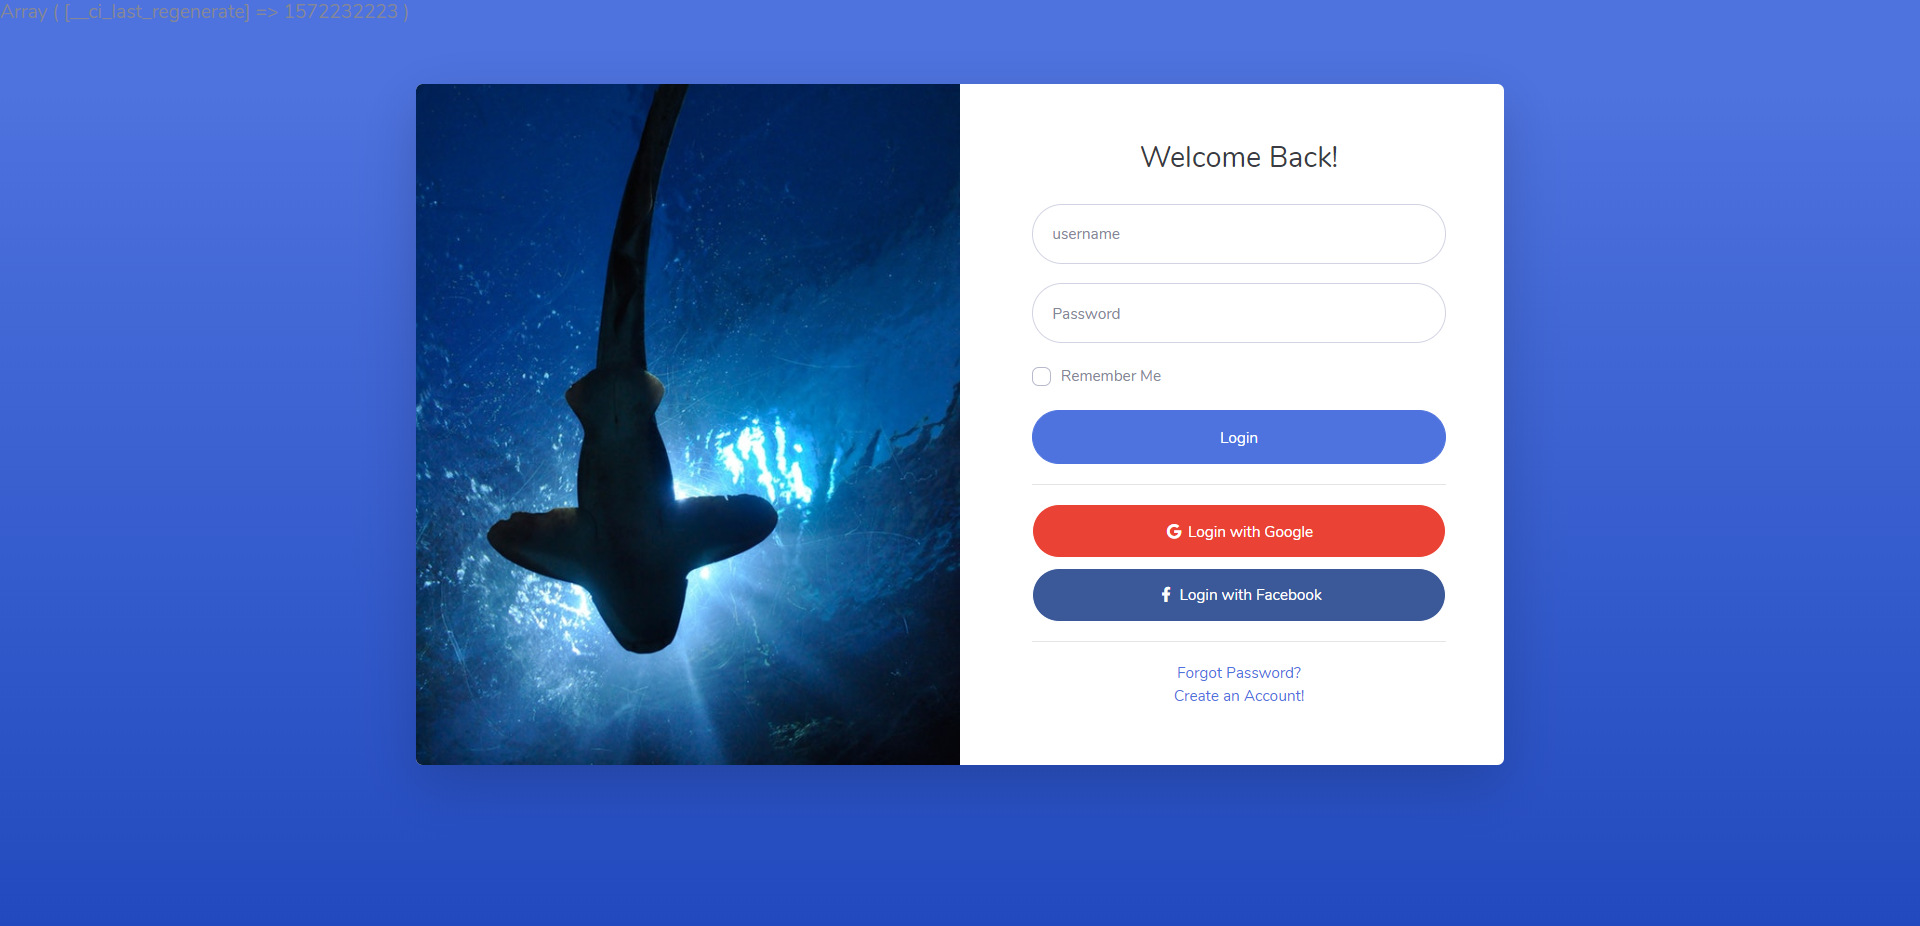 Array ( [__ci_last_regenerate] => 1572232223 )
Welcome Back!
username
Password
Remember Me
Login
Login with Google
Login with Facebook
Forgot Password?
Create an Account!